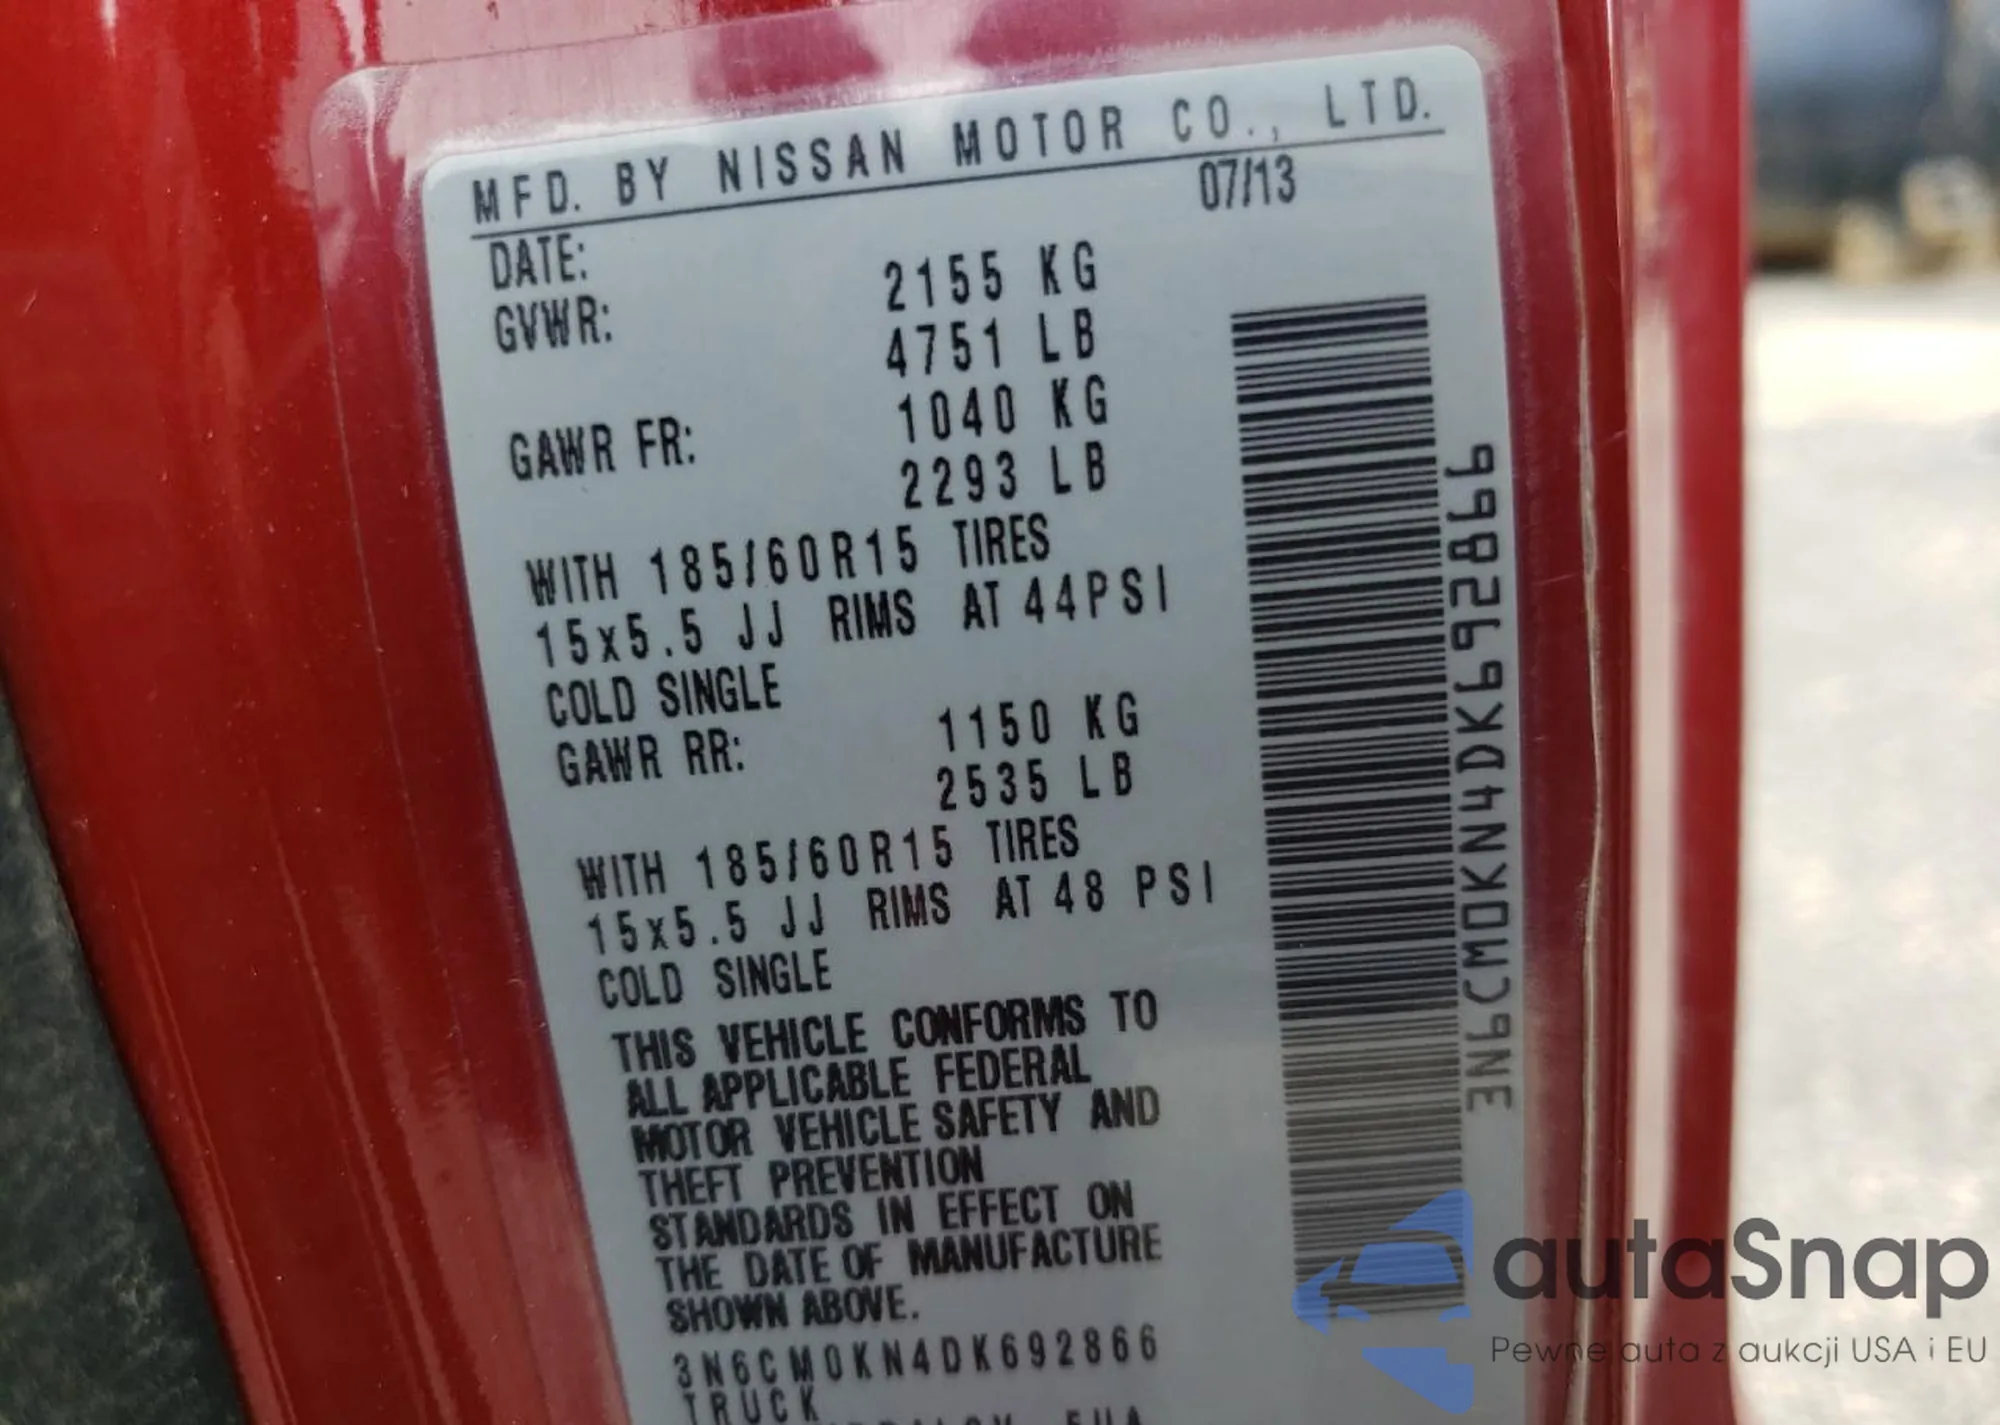 MFD. BY NISSAN MOTOR CO., LTD.
DATE: 07/13
GVWR: 2155 KG
4751 LB
GAWR FR: 1040 KG
2293 LB
WITH 185/60R15 TIRES
15x5.5 JJ RIMS AT 44PSI
COLD SINGLE
GAWR RR: 1150 KG
2535 LB
WITH 185/60R15 TIRES
15x5.5 JJ RIMS AT 48 PSI
COLD SINGLE
THIS VEHICLE CONFORMS TO
ALL APPLICABLE FEDERAL
MOTOR VEHICLE SAFETY AND
THEFT PREVENTION
STANDARDS IN EFFECT ON
THE DATE OF MANUFACTURE
SHOWN ABOVE.
3N6CM0KN4DK692866
TRUCK
3N6CM0KN4DK692866
autaSnap
Pewne auta z aukcji USA i EU